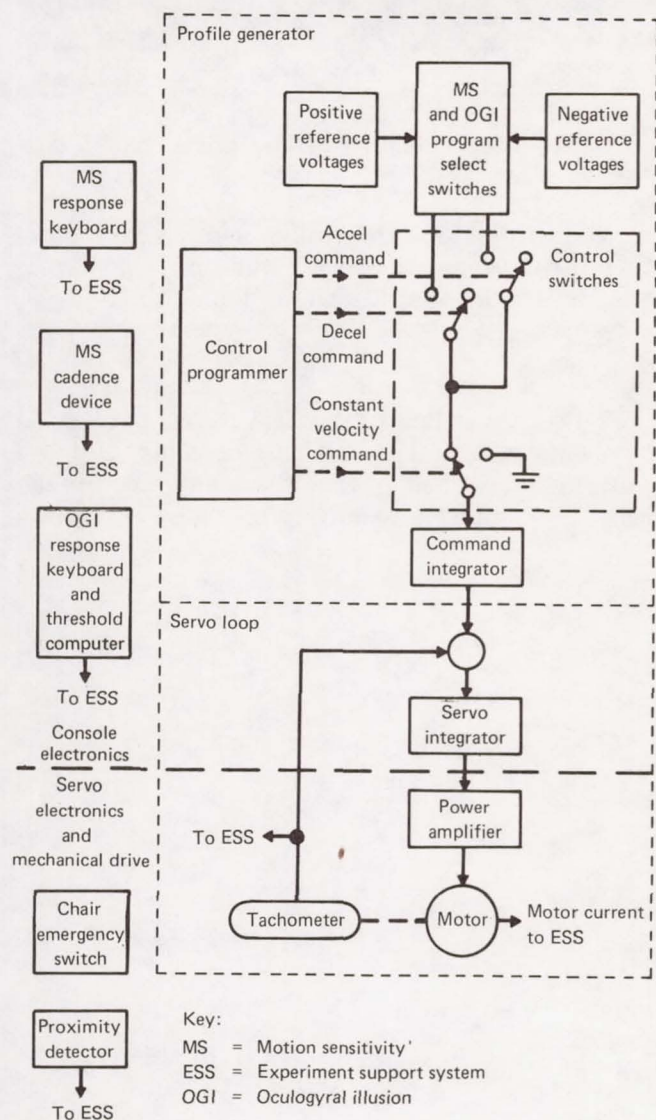 Profile generator
Positive
reference
voltages
MS
and OGI
program
select
switches
Negative
reference
voltages
MS
response
keyboard
To ESS
MS
cadence
device
To ESS
OGI
response
keyboard
and
threshold
computer
To ESS
Control
programmer
Accel
command
Decel
command
Constant
velocity
command
Control
switches
Command
integrator
Servo loop
Servo
integrator
Console
electronics
Servo
electronics
and
mechanical drive
Power
amplifier
To ESS
Tachometer
Motor
Motor current
to ESS
Chair
emergency
switch
Proximity
detector
To ESS
Key:
MS = Motion sensitivity
ESS = Experiment support system
OGI = Oculogyral illusion